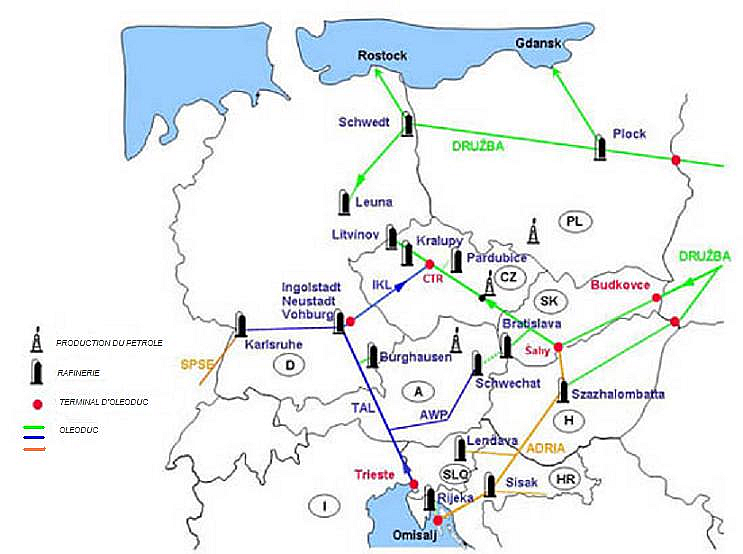 Gdansk
Rostock
Schwedt
DRUŽBA
Plock
Leuna
PL
Litvínov
Kralupy
Pardubice
DRUŽBA
CTR
CZ
IKL
Budkovce
Ingolstadt
Neustadt
Vohburg
SK
Bratislava
Karlsruhe
Šahy
Burghausen
PRODUCTION DU PETROLE
SPSE
D
RAFINERIE
Schwechat
A
Szazhalombatta
TERMINAL D'OLEODUC
TAL
AWP
H
OLEODUC
Lendava
ADRIA
Trieste
SLO
HR
Sisak
Rijeka
I
Omisalj